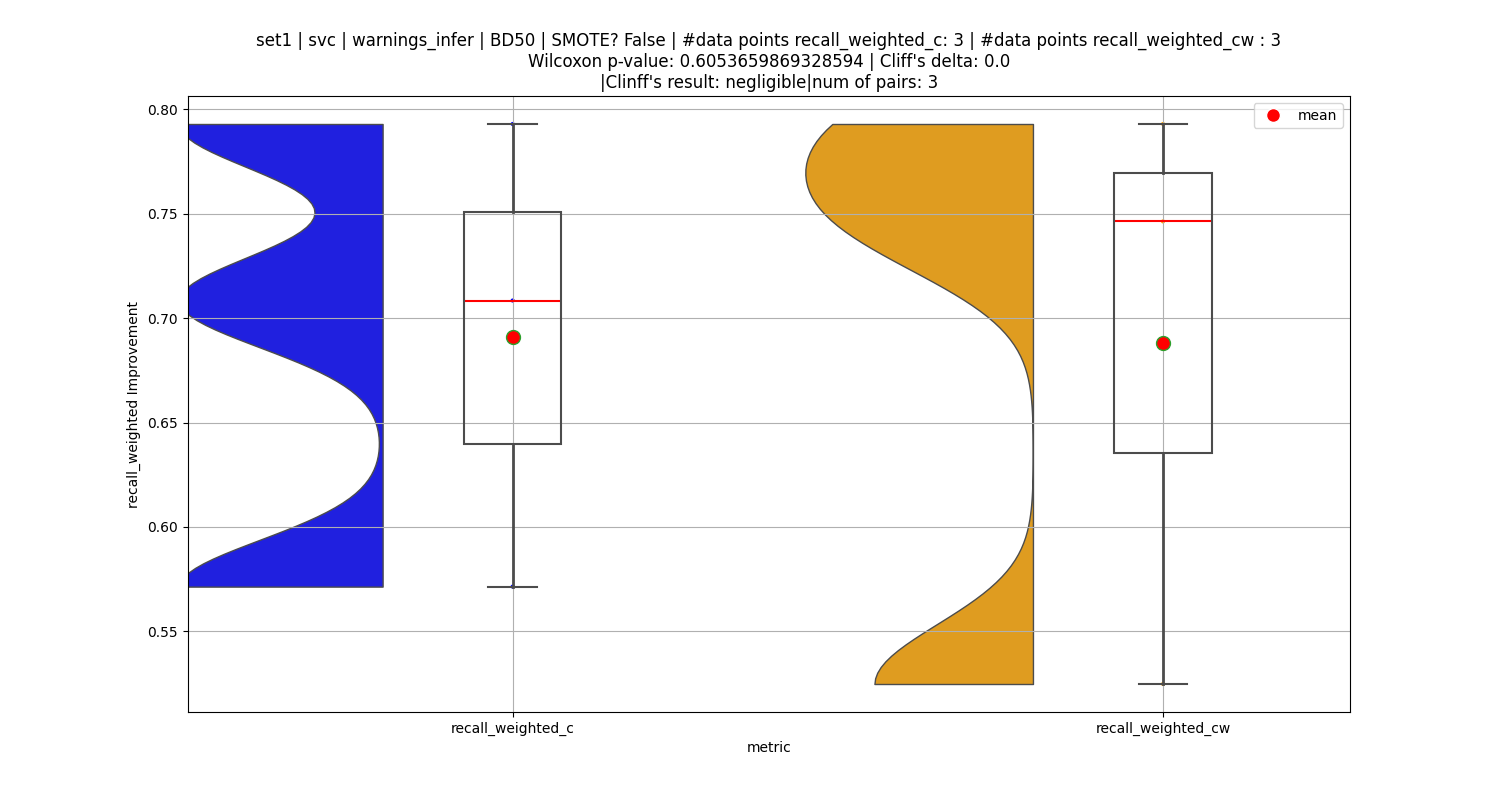 set1 | svc | warnings_infer | BD50 | SMOTE? False | #data points recall_weighted_c: 3 | #data points recall_weighted_cw : 3
Wilcoxon p-value: 0.6053659869328594 | Cliff's delta: 0.0
|Clinff's result: negligible|num of pairs: 3
mean
0.80
0.75
0.70
0.65
0.60
0.55
recall_weighted Improvement
recall_weighted_c
recall_weighted_cw
metric